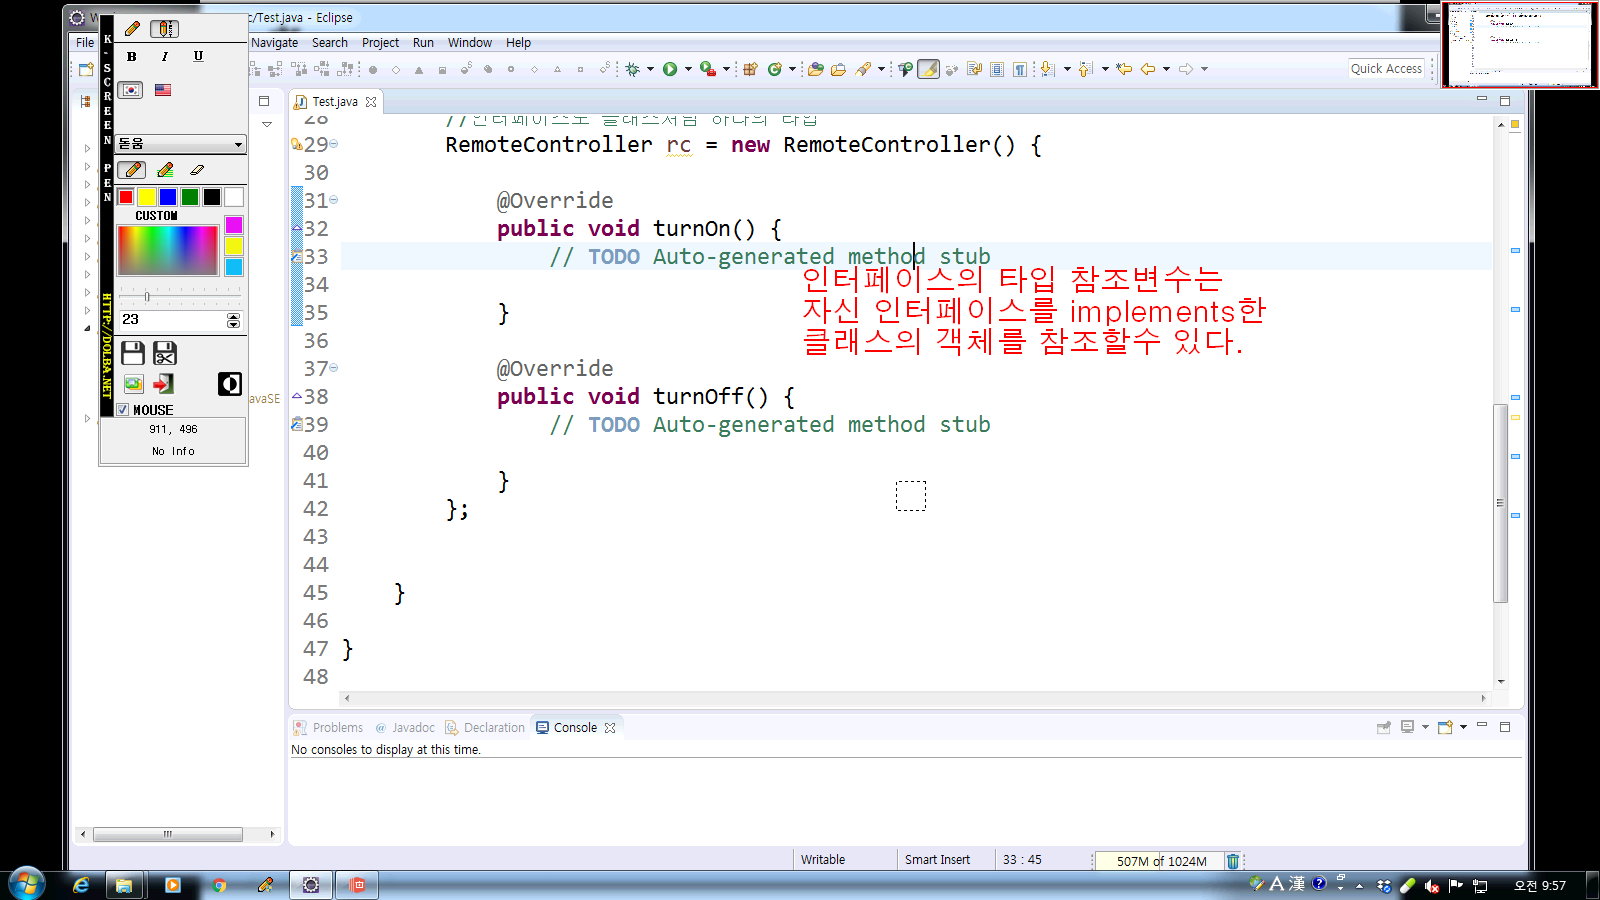 c/Test.java - Eclipse
File
Navigate Search Project Run Window Help
Quick Access
K-SCREEN PEN
HTTP://DOLBA.NET
B I U
돋움
CUSTOM
23
MOUSE
911, 496
No Info
avaSE
Test.java
28 //인터페이스도 클래스처럼 하나의 타입
29 RemoteController rc = new RemoteController() {
30
31 @Override
32 public void turnOn() {
33 // TODO Auto-generated method stub
인터페이스의 타입 참조변수는
34
자신 인터페이스를 implements한
35 }
클래스의 객체를 참조할수 있다.
36
37 @Override
38 public void turnOff() {
39 // TODO Auto-generated method stub
40
41 }
42 };
43
44
45 }
46
47 }
48
Problems @ Javadoc Declaration Console
No consoles to display at this time.
Writable Smart Insert 33 : 45 507M of 1024M
A 漢 오전 9:57